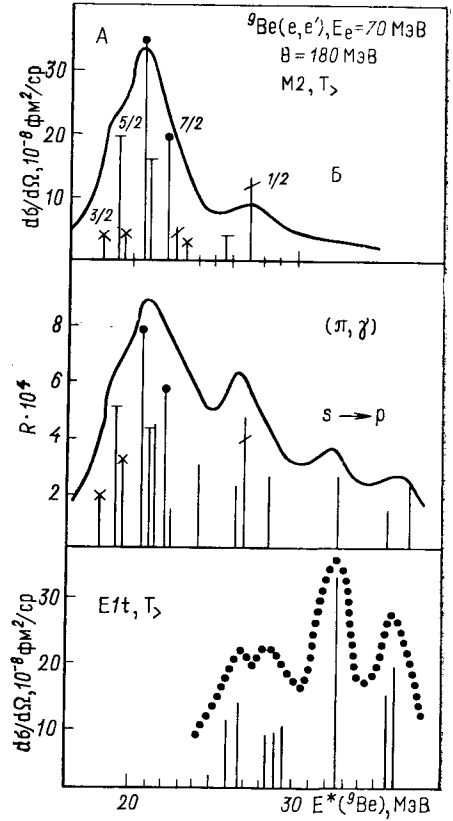 А
⁹Be(e,e′), Eₑ = 70 МэВ
θ = 180 МэВ
M2, T>
dσ/dΩ, 10⁻⁸ фм²/ср
30
20
10
5/2
7/2
3/2
1/2
Б
(π, γ)
s → p
R·10⁴
8
6
4
2
E1t, T>
dσ/dΩ, 10⁻⁸ фм²/ср
30
20
10
20
30
E*(⁹Be), МэВ